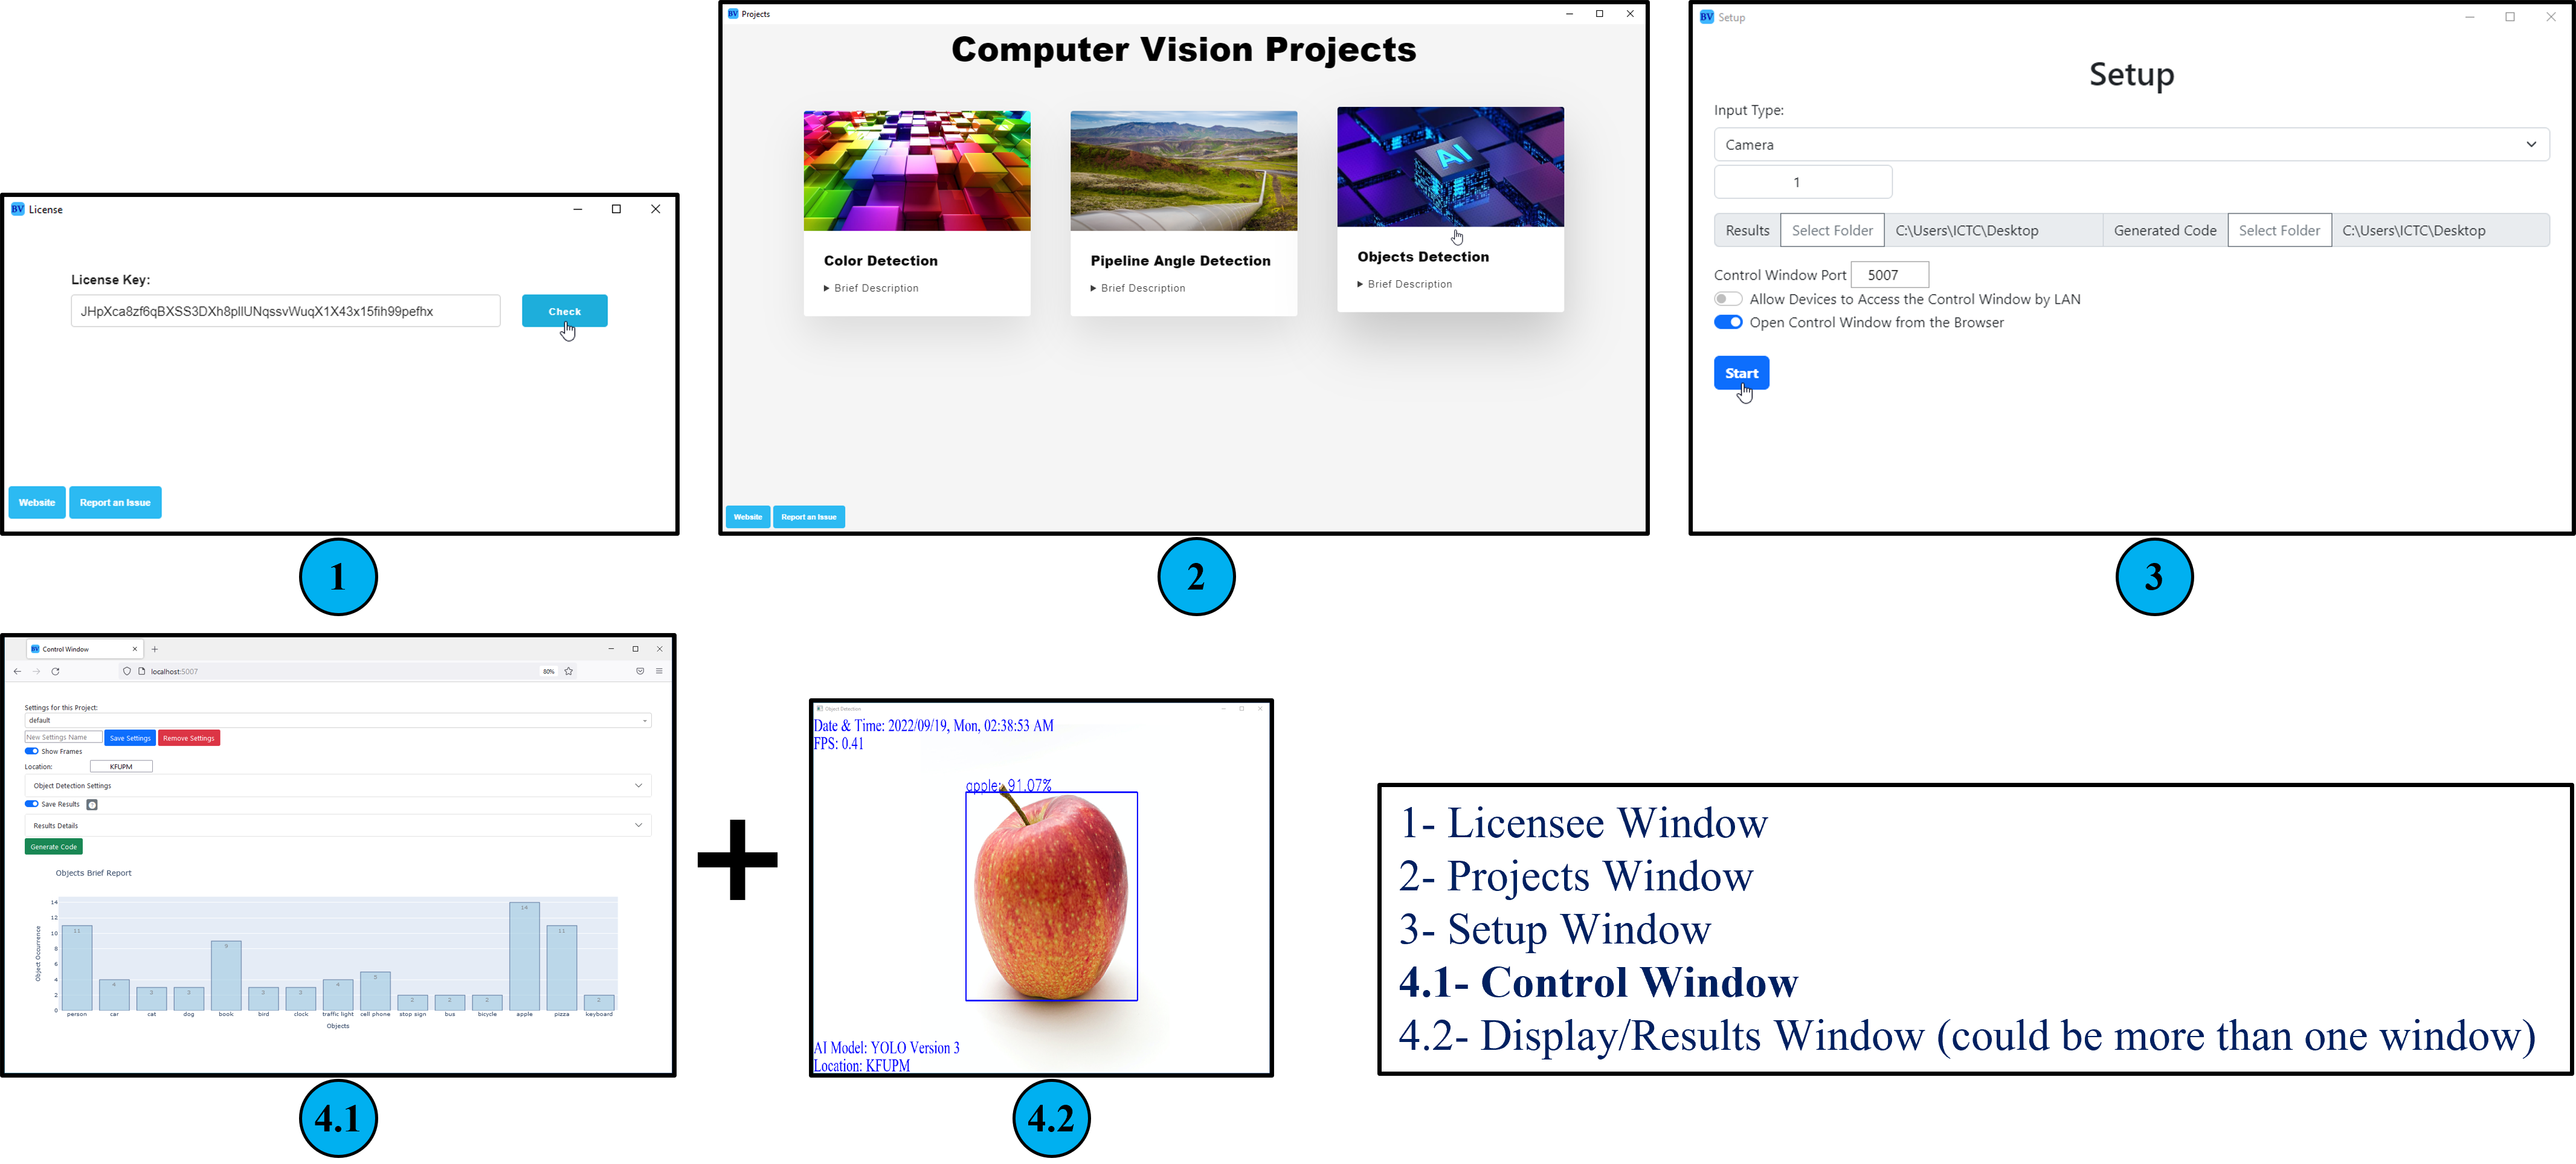 BV License
License Key:
JHpXca8zf6qBXSS3DXh8pllUNqssvWuqX1X43x15fih99pefhx
Check
Website
Report an Issue
1
BV Projects
Computer Vision Projects
AI
Color Detection
Brief Description
Pipeline Angle Detection
Brief Description
Objects Detection
Brief Description
Website
Report an Issue
2
BV Setup
Setup
Input Type:
Camera
1
Results Select Folder C:\Users\ICTC\Desktop Generated Code Select Folder C:\Users\ICTC\Desktop
Control Window Port 5007
Allow Devices to Access the Control Window by LAN
Open Control Window from the Browser
Start
3
BV Control Window
localhost:5007 80%
Settings for this Project:
default
New Settings Name Save Settings Remove Settings
Show Frames
Location: KFUPM
Object Detection Settings
Save Results
Results Details
Generate Code
Objects Brief Report
Object Occurrence
14
12
10
8
6
4
2
0
11 4 3 3 9 3 3 4 5 2 2 2 14 11 2
person car cat dog book bird clock traffic light cell phone stop sign bus bicycle apple pizza keyboard
Objects
4.1
+
Object Detection
Date & Time: 2022/09/19, Mon, 02:38:53 AM
FPS: 0.41
apple: 91.07%
AI Model: YOLO Version 3
Location: KFUPM
4.2
1- Licensee Window
2- Projects Window
3- Setup Window
4.1- Control Window
4.2- Display/Results Window (could be more than one window)